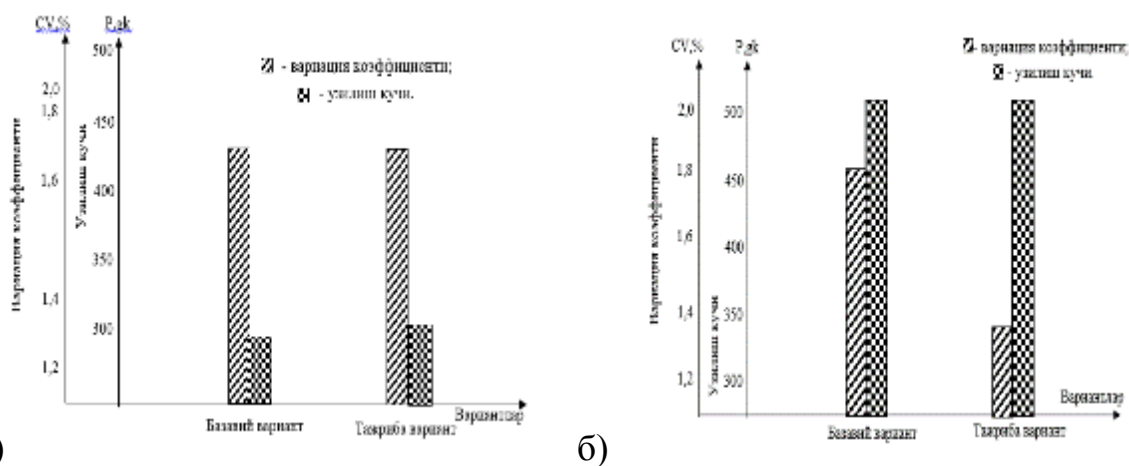 CV,%
P,gk
- вариация коэффициенти;
- узилиш кучи.
Вариация коэффициенти
Узилиш кучи
2,0
1,8
1,6
1,4
1,2
500
450
400
350
300
Базавий вариант
Тажриба вариант
Вариантлар
)
CV,%
P,gk
- вариация коэффициенти;
- узилиш кучи
Вариация коэффициенти
Узилиш кучи
2,0
1,8
1,6
1,4
1,2
500
450
400
350
300
Базавий вариант
Тажриба вариант
Вариантлар
б)